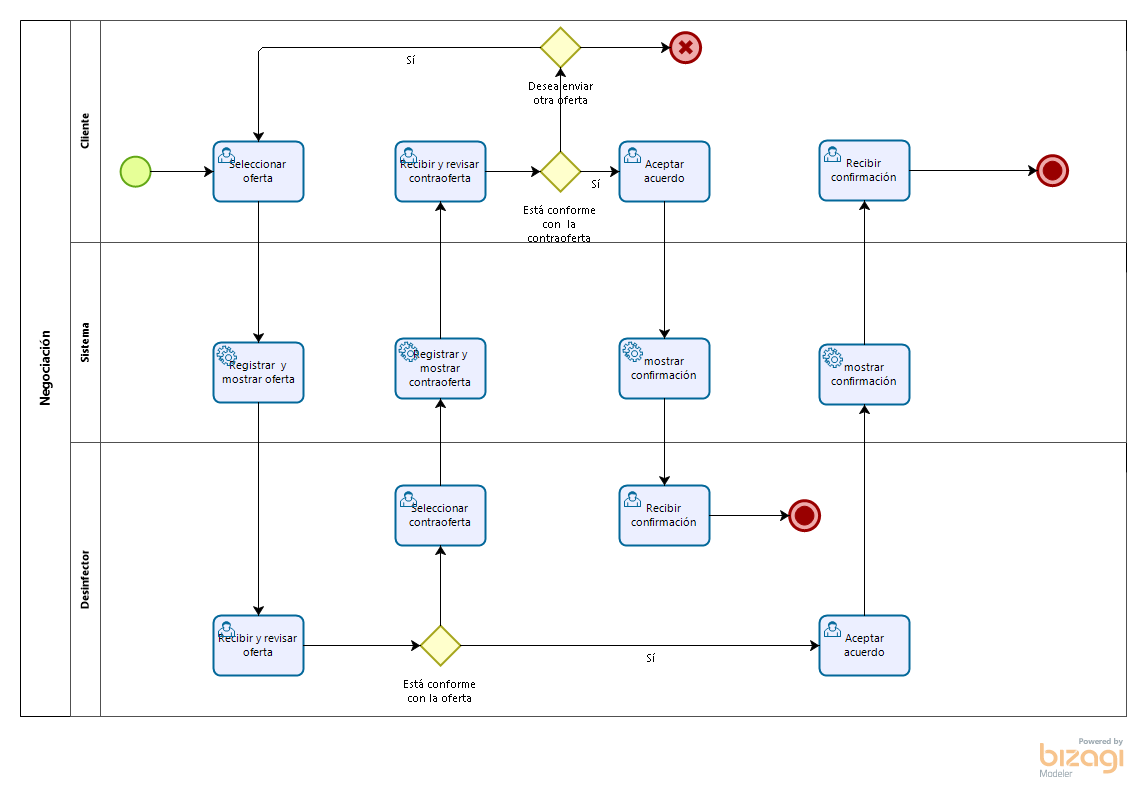 Negociación
Cliente
Sí
Desea enviar
otra oferta
Seleccionar
oferta
Recibir y revisar
contraoferta
Sí
Está conforme
con la
contraoferta
Aceptar
acuerdo
Recibir
confirmación
Sistema
Registrar y
mostrar oferta
Registrar y
mostrar
contraoferta
mostrar
confirmación
mostrar
confirmación
Desinfector
Seleccionar
contraoferta
Recibir
confirmación
Recibir y revisar
oferta
Está conforme
con la oferta
Sí
Aceptar
acuerdo
Powered by
bizagi
Modeler